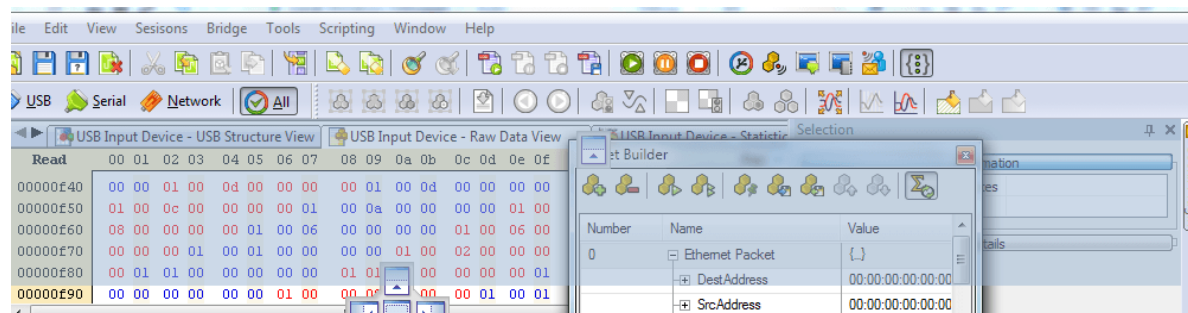 ile Edit View Sesisons Bridge Tools Scripting Window Help
USB Serial Network All
USB Input Device - USB Structure View USB Input Device - Raw Data View USB Input Device - Statistic Selection
Read 00 01 02 03 04 05 06 07 08 09 0a 0b 0c 0d 0e 0f
et Builder
mation
00000f40 00 00 01 00 0d 00 00 00 00 01 00 0d 00 00 00 00
00000f50 01 00 0c 00 00 00 00 01 00 0a 00 00 00 00 01 00
00000f60 08 00 00 00 00 01 00 06 00 00 00 00 01 00 06 00
Number Name Value
00000f70 00 00 00 01 00 01 00 00 00 00 01 00 02 00 00 00
0 Ethernet Packet {...}
tails
00000f80 00 01 01 00 00 00 00 00 01 01 00 00 00 00 01
DestAddress 00:00:00:00:00:00
00000f90 00 00 00 00 00 00 01 00 00 00 00 01 00 01
SrcAddress 00:00:00:00:00:00